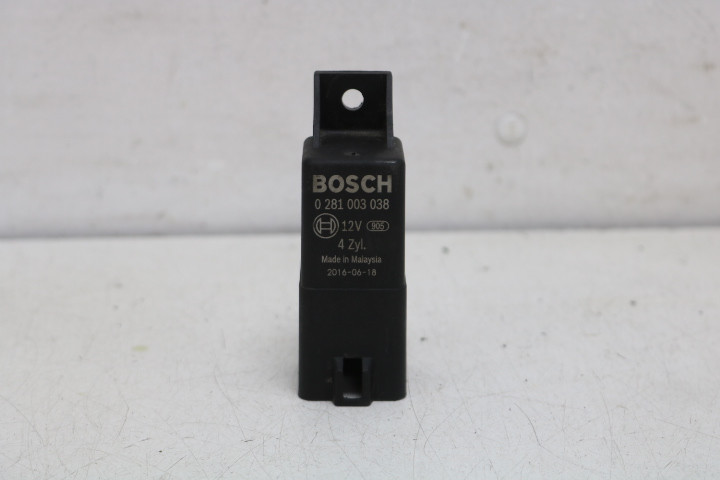 BOSCH
0 281 003 038
12V 905
4 Zyl.
Made in Malaysia
2016-06-18